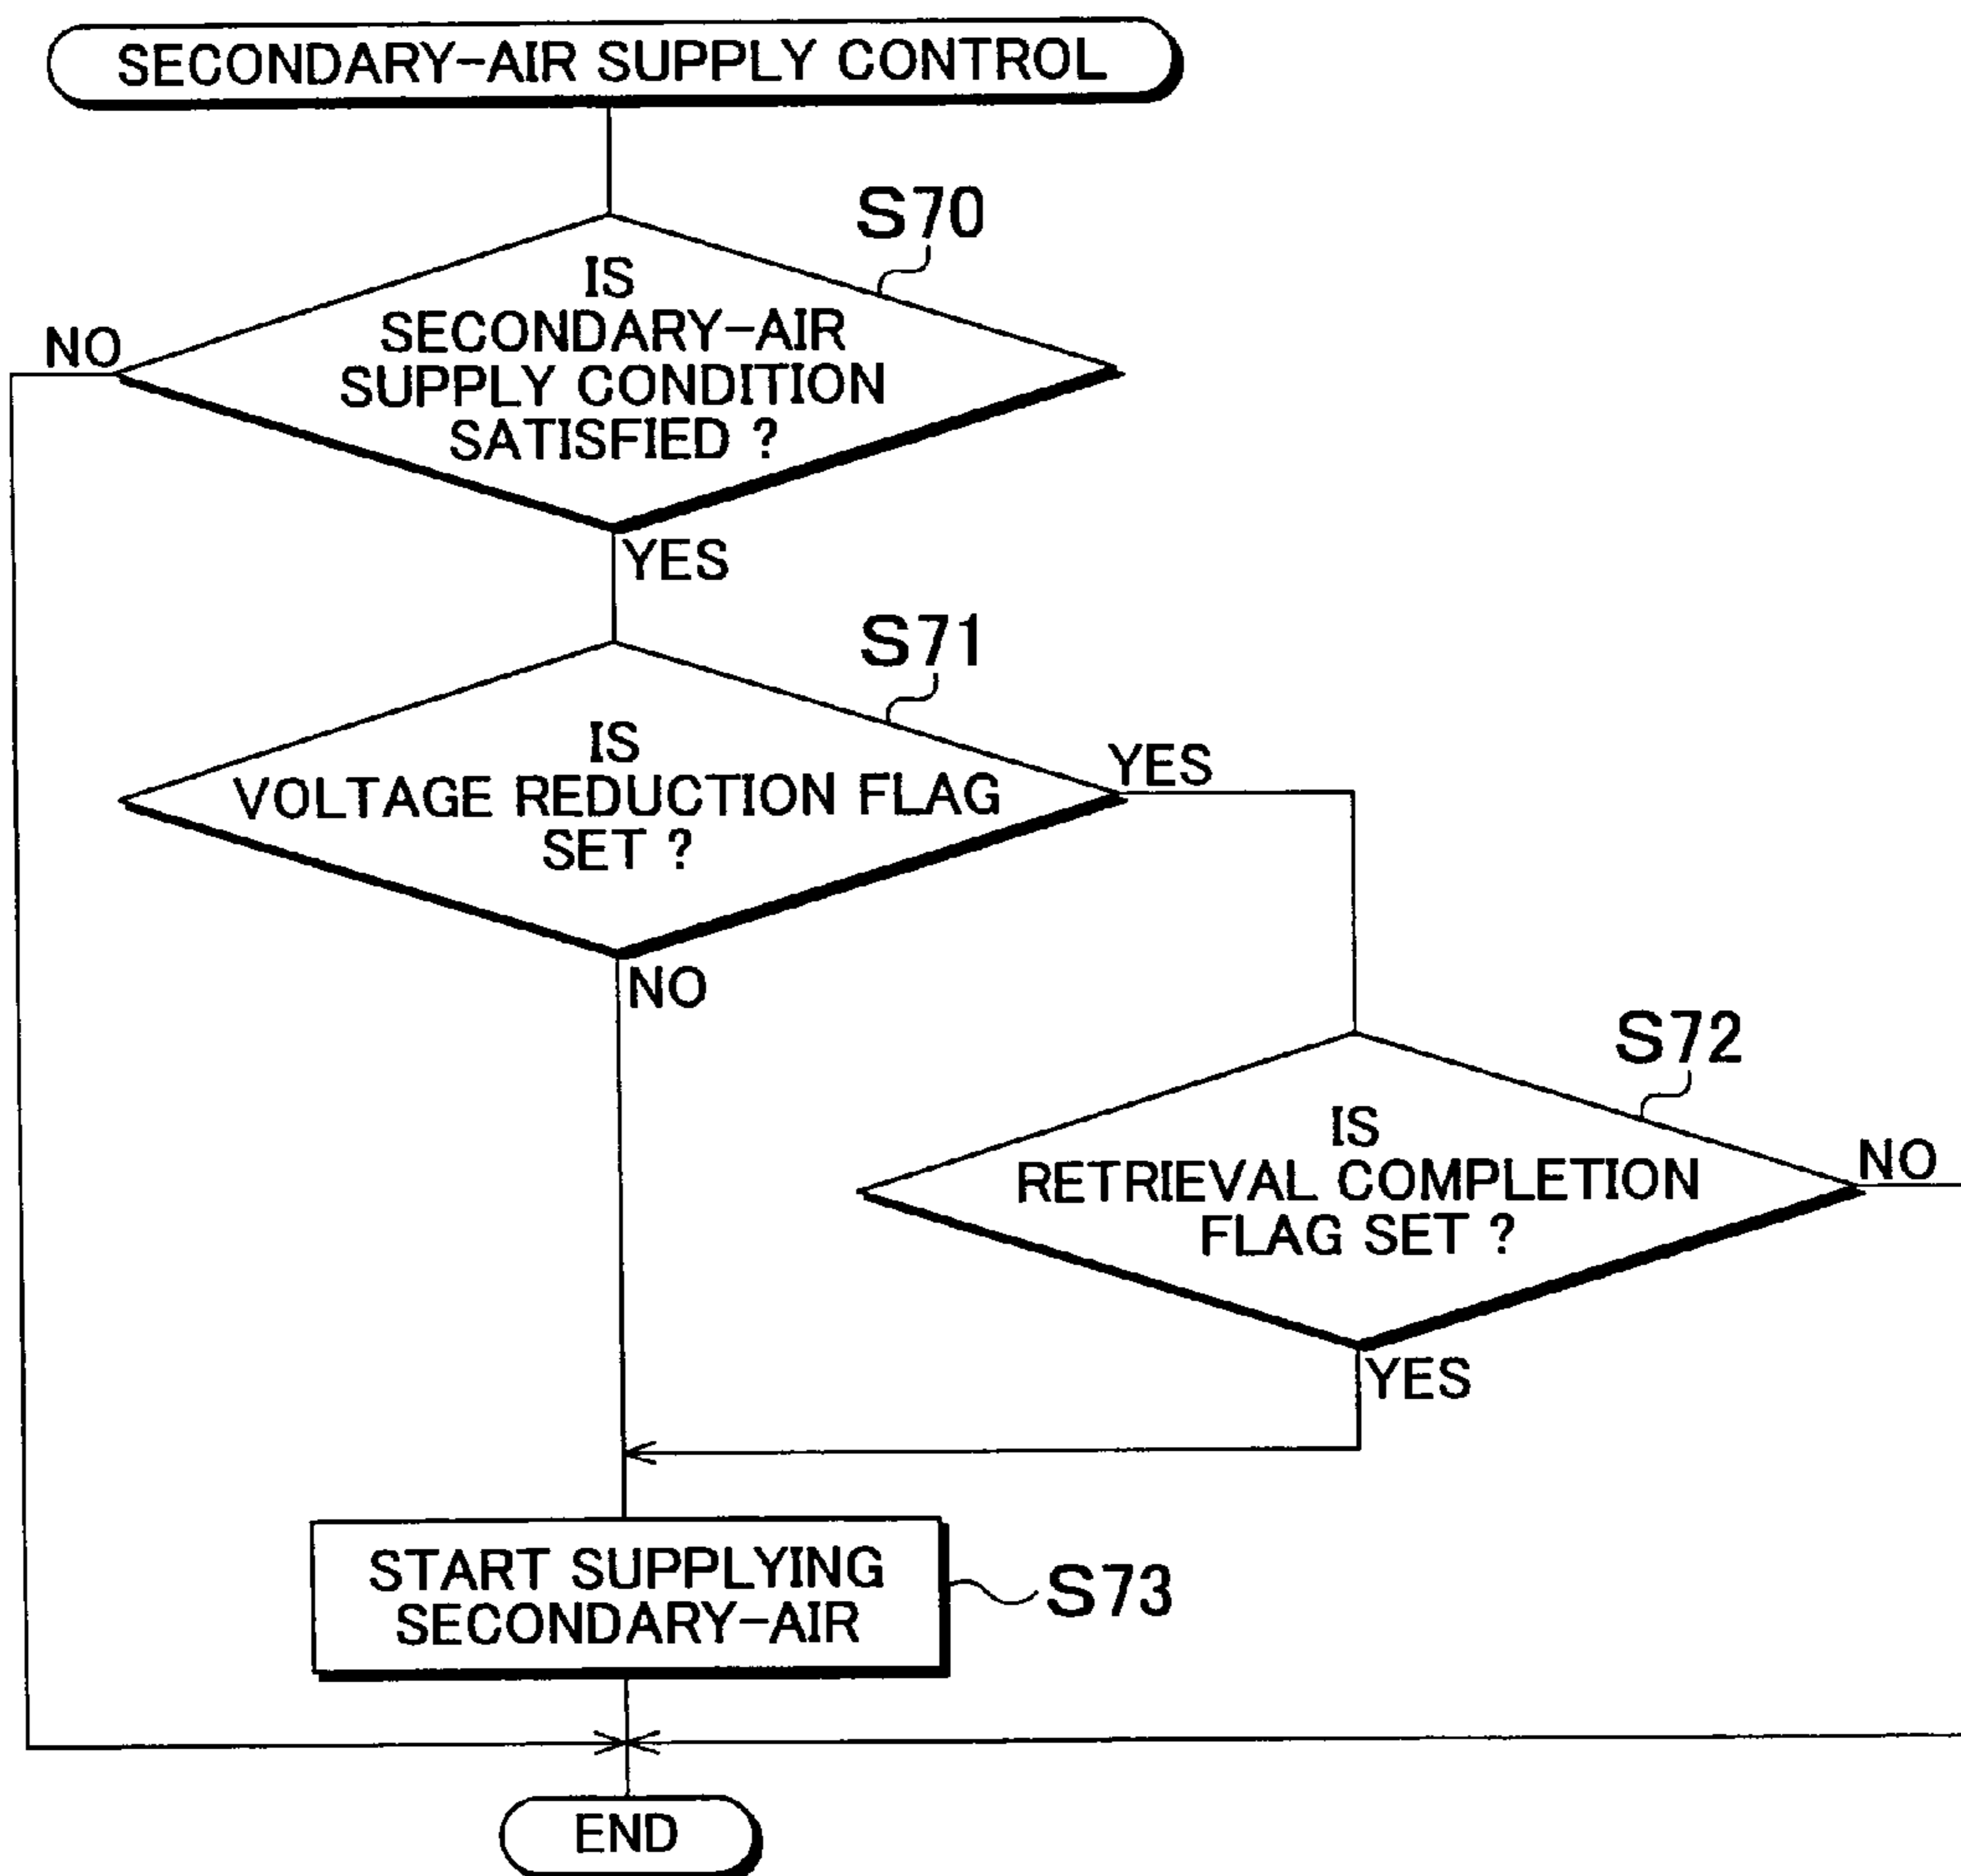 SECONDARY-AIR SUPPLY CONTROL
S70
IS
SECONDARY-AIR
SUPPLY CONDITION
SATISFIED ?
NO
YES
S71
IS
VOLTAGE REDUCTION FLAG
SET ?
YES
NO
S72
IS
RETRIEVAL COMPLETION
FLAG SET ?
NO
YES
START SUPPLYING
SECONDARY-AIR
S73
END